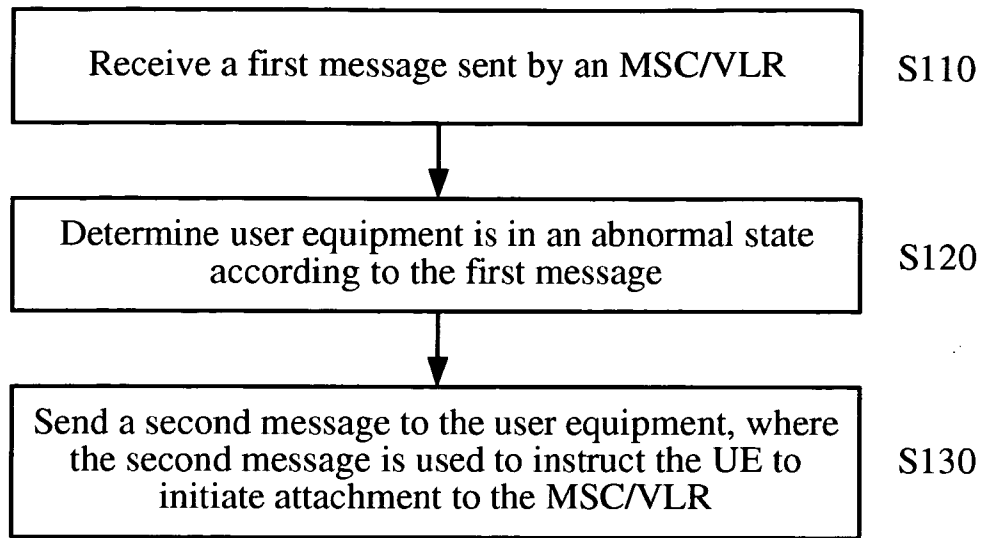 Receive a first message sent by an MSC/VLR
S110
Determine user equipment is in an abnormal state
according to the first message
S120
Send a second message to the user equipment, where
the second message is used to instruct the UE to
initiate attachment to the MSC/VLR
S130